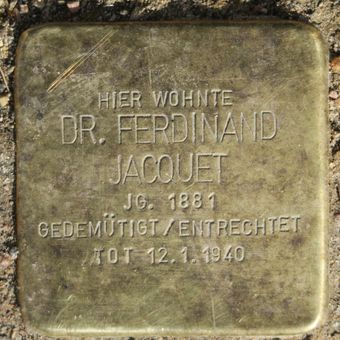 HIER WOHNTE
DR. FERDINAND
JACQUET
JG. 1881
GEDEMÜTIGT/ENTRECHTET
TOT 12.1.1940